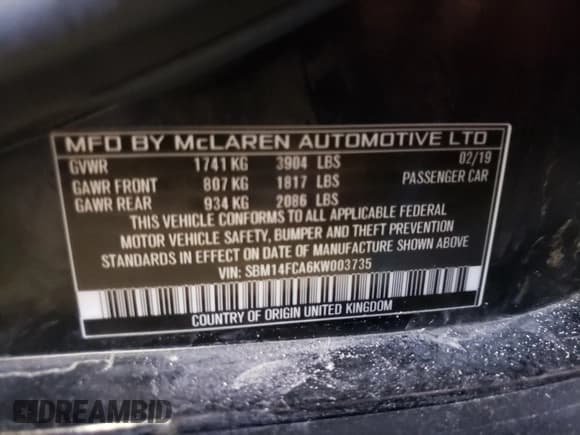 MFD BY McLAREN AUTOMOTIVE LTD
GVWR 1741 KG 3904 LBS 02/19
GAWR FRONT 807 KG 1817 LBS PASSENGER CAR
GAWR REAR 934 KG 2086 LBS
THIS VEHICLE CONFORMS TO ALL APPLICABLE FEDERAL
MOTOR VEHICLE SAFETY, BUMPER AND THEFT PREVENTION
STANDARDS IN EFFECT ON DATE OF MANUFACTURE SHOWN ABOVE
VIN: SBM14FCA6KW003735
COUNTRY OF ORIGIN UNITED KINGDOM
DREAMBID